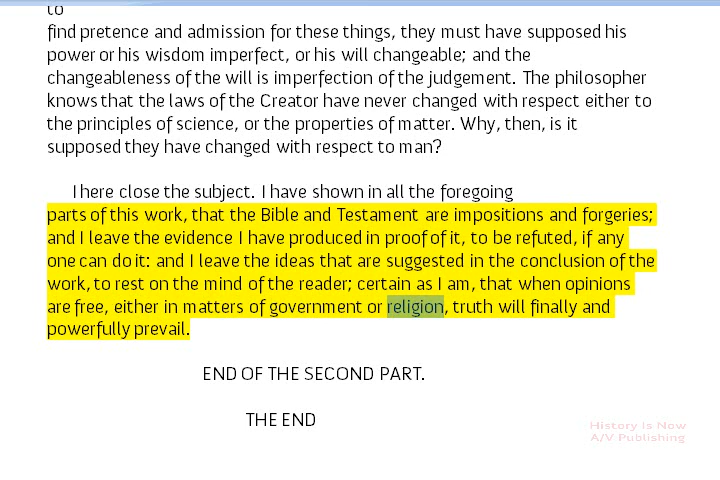 to
find pretence and admission for these things, they must have supposed his
power or his wisdom imperfect, or his will changeable; and the
changeableness of the will is imperfection of the judgement. The philosopher
knows that the laws of the Creator have never changed with respect either to
the principles of science, or the properties of matter. Why, then, is it
supposed they have changed with respect to man?
I here close the subject. I have shown in all the foregoing
parts of this work, that the Bible and Testament are impositions and forgeries;
and I leave the evidence I have produced in proof of it, to be refuted, if any
one can do it: and I leave the ideas that are suggested in the conclusion of the
work, to rest on the mind of the reader; certain as I am, that when opinions
are free, either in matters of government or religion, truth will finally and
powerfully prevail.
END OF THE SECOND PART.
THE END
History Is Now
A/V Publishing